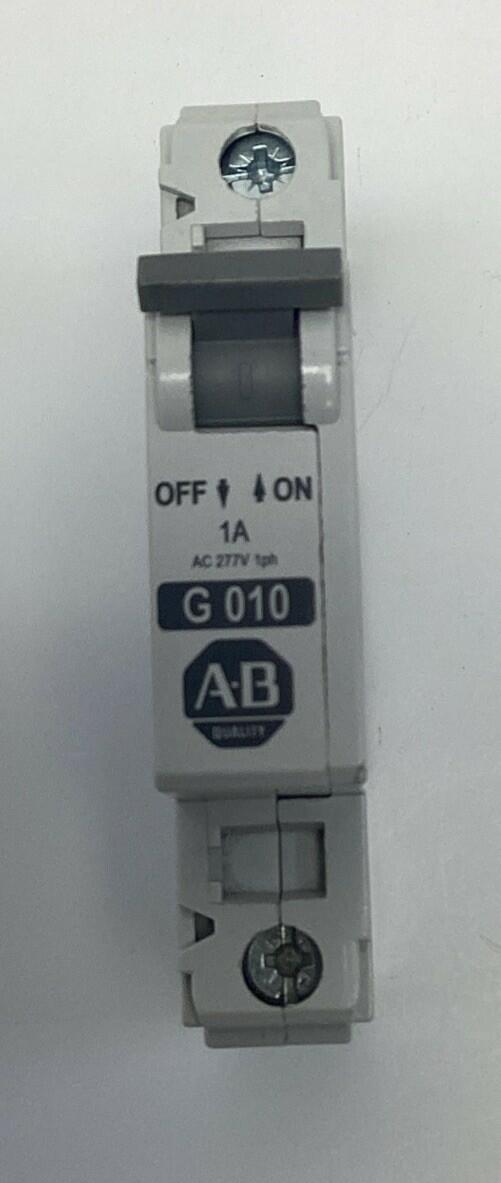 OFF ON
1A
AC 277V 1ph
G 010
A-B
QUALITY